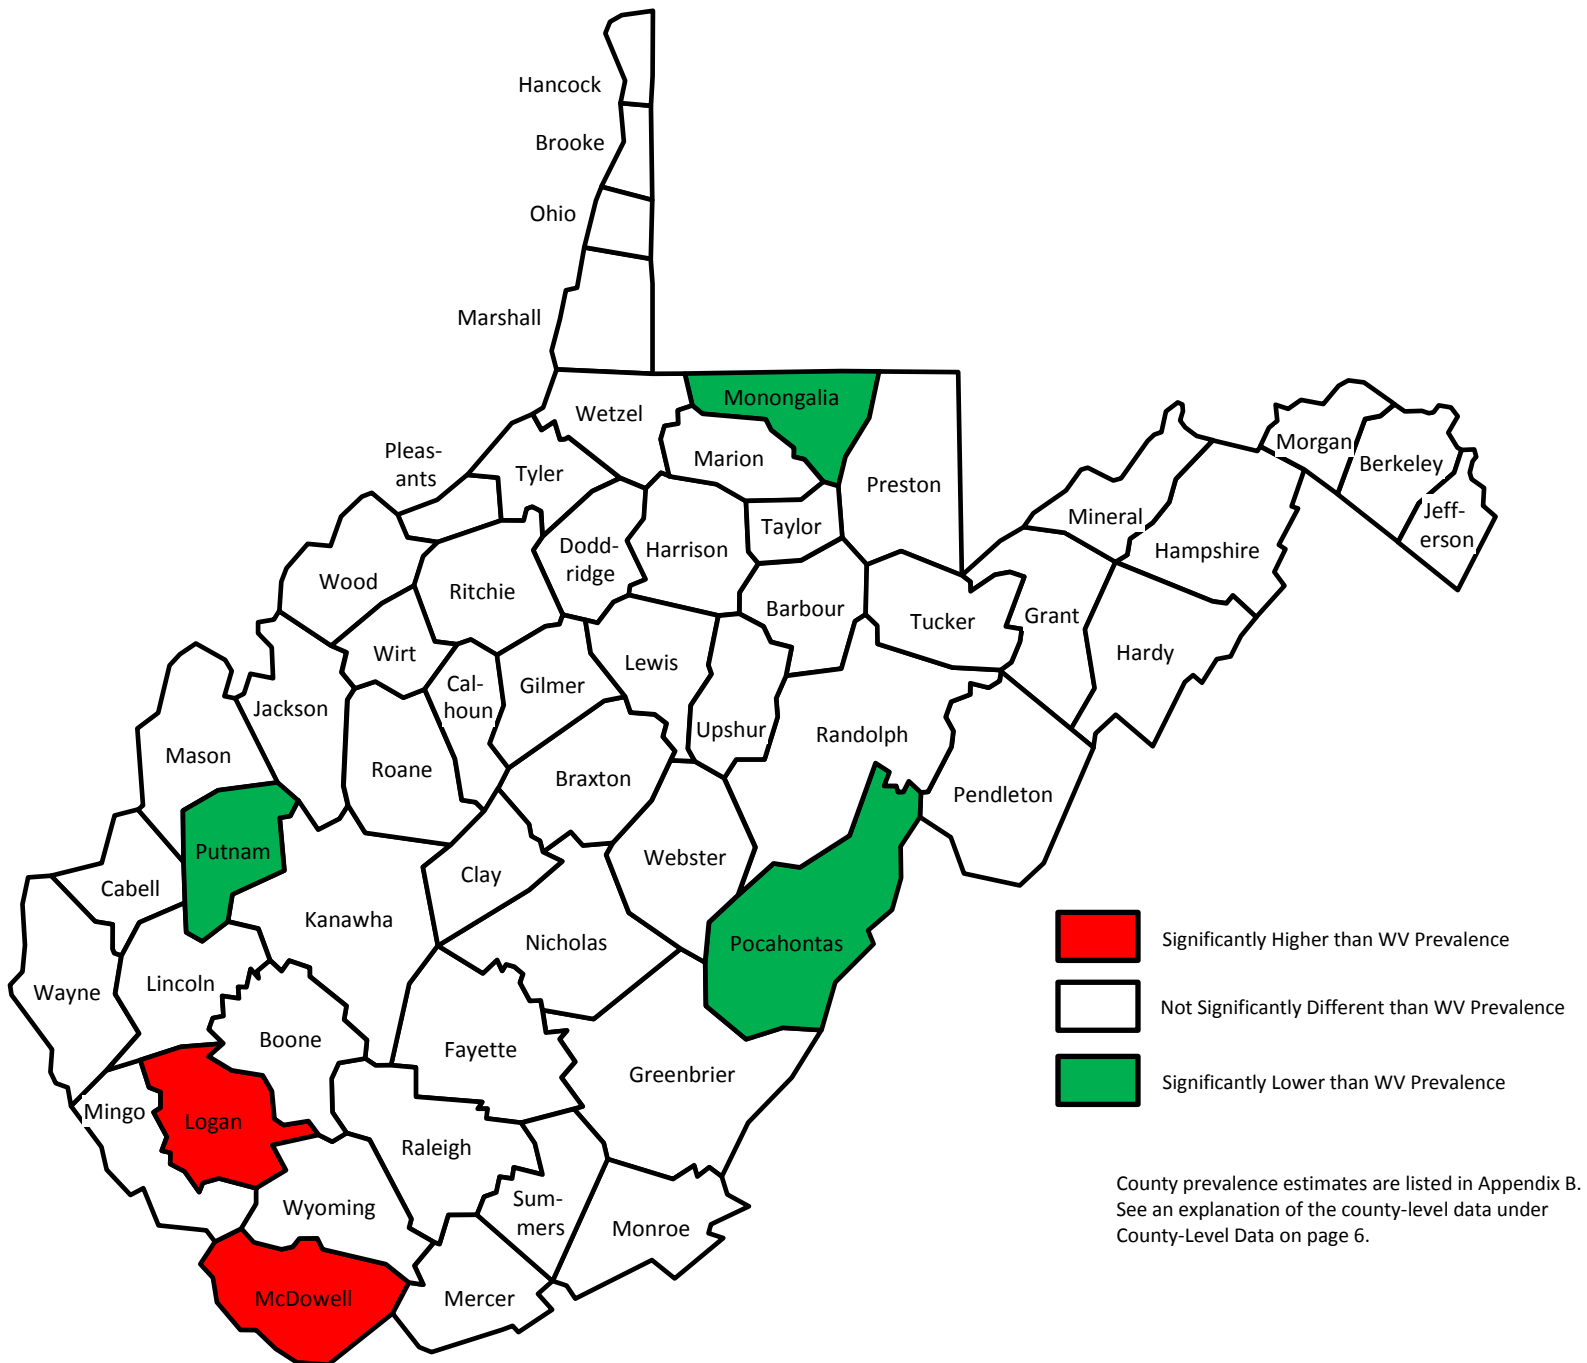 Hancock
Brooke
Ohio
Marshall
Wetzel
Monongalia
Pleas-
ants
Tyler
Marion
Preston
Morgan
Berkeley
Jeff-
erson
Mineral
Hampshire
Taylor
Harrison
Dodd-
ridge
Wood
Ritchie
Barbour
Tucker
Grant
Hardy
Wirt
Cal-
houn
Gilmer
Lewis
Upshur
Randolph
Jackson
Mason
Roane
Braxton
Pendleton
Putnam
Cabell
Clay
Webster
Kanawha
Nicholas
Pocahontas
Wayne
Lincoln
Boone
Fayette
Greenbrier
Mingo
Logan
Raleigh
Wyoming
Sum-
mers
Monroe
McDowell
Mercer
Significantly Higher than WV Prevalence
Not Significantly Different than WV Prevalence
Significantly Lower than WV Prevalence
County prevalence estimates are listed in Appendix B.
See an explanation of the county-level data under
County-Level Data on page 6.